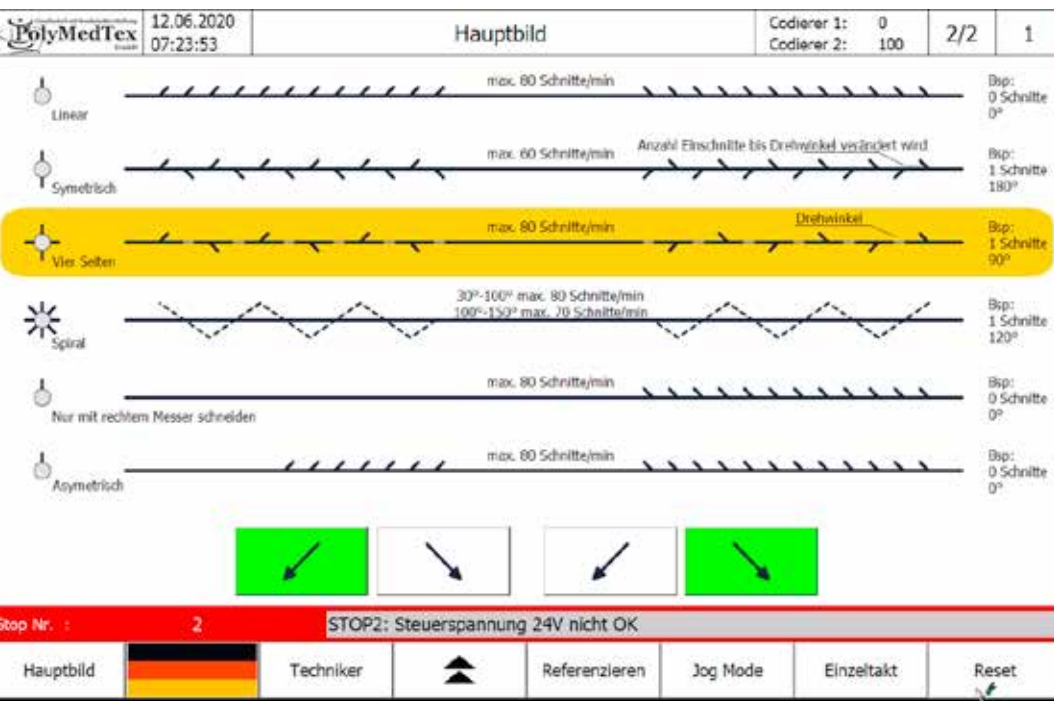 PolyMedTex
12.06.2020
07:23:53
Hauptbild
Codierer 1: 0
Codierer 2: 100
2/2
1
max. 80 Schnitte/min
Linear
Bsp:
0 Schnitte
0°
max. 60 Schnitte/min
Anzahl Einschnitte bis Drehwinkel verändert wird
Symetrisch
Bsp:
1 Schnitte
180°
max. 80 Schnitte/min
Drehwinkel
Vier Seiten
Bsp:
1 Schnitte
90°
30°-100° max. 80 Schnitte/min
100°-150° max. 70 Schnitte/min
Spiral
Bsp:
1 Schnitte
120°
max. 80 Schnitte/min
Nur mit rechtem Messer schneiden
Bsp:
0 Schnitte
0°
max. 80 Schnitte/min
Asymetrisch
Bsp:
0 Schnitte
0°
Stop Nr. : 2 STOP2: Steuerspannung 24V nicht OK
Hauptbild Techniker Referenzieren Jog Mode Einzeltakt Reset